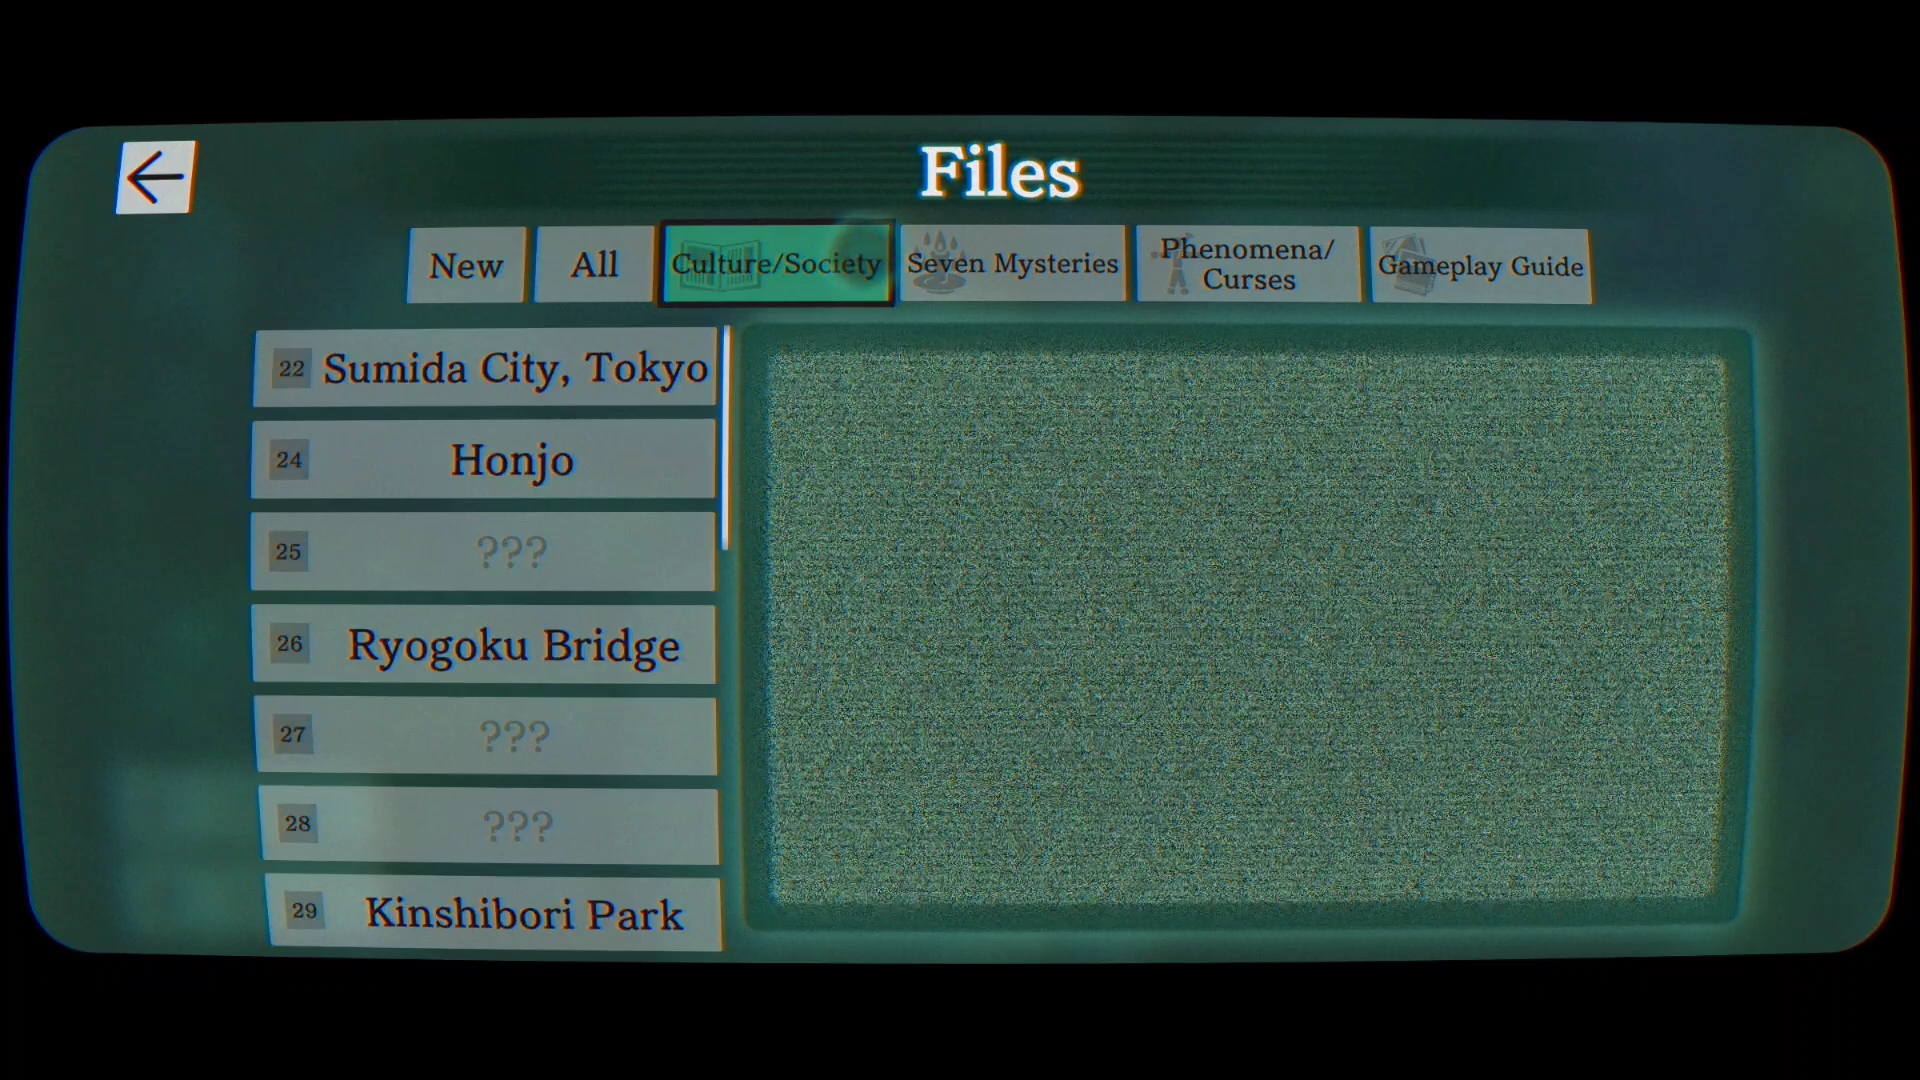 Files
New
All
Culture/Society
Seven Mysteries
Phenomena/
Curses
Gameplay Guide
22 Sumida City, Tokyo
24 Honjo
25 ???
26 Ryogoku Bridge
27 ???
28 ???
29 Kinshibori Park